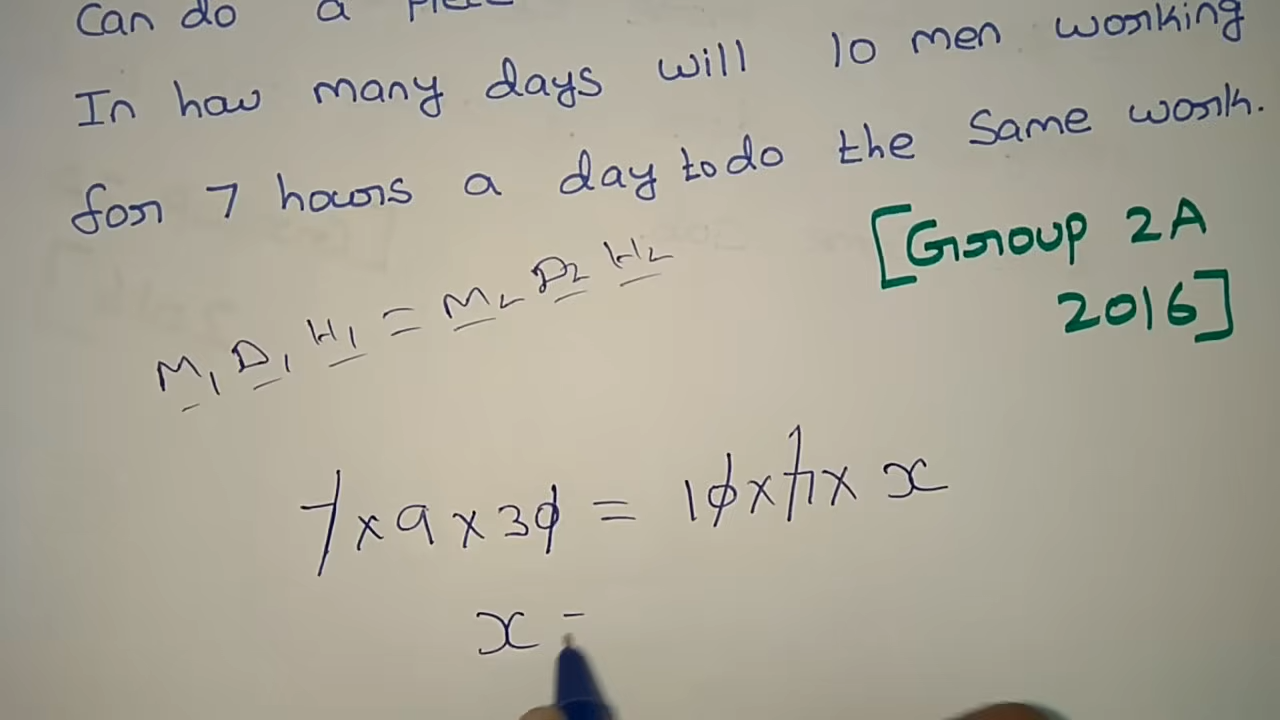 can do a
In how many days will 10 men working
for 7 hours a day to do the same work.
[Group 2A
2016]
M1 D1 H1 = M2 D2 H2
7 x 9 x 30 = 10 x 7 x x
x =